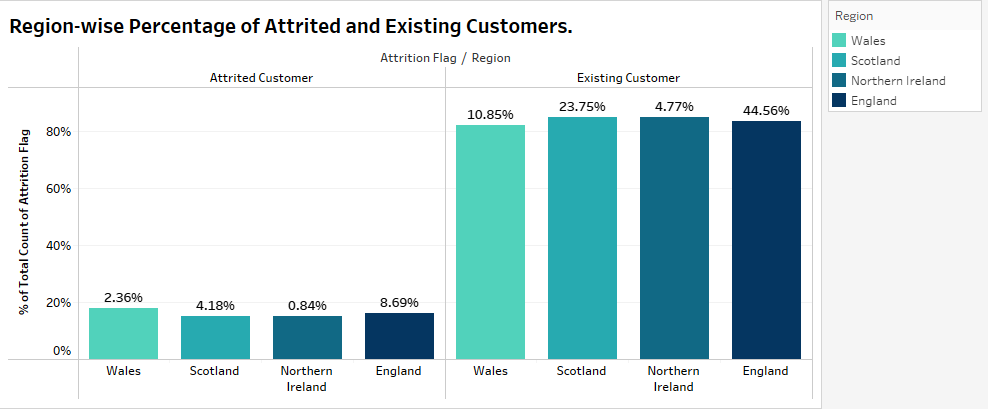 Region-wise Percentage of Attrited and Existing Customers.
Attrition Flag / Region
Attrited Customer
Existing Customer
% of Total Count of Attrition Flag
80%
60%
40%
20%
0%
2.36%
4.18%
0.84%
8.69%
10.85%
23.75%
4.77%
44.56%
Wales
Scotland
Northern
Ireland
England
Wales
Scotland
Northern
Ireland
England
Region
Wales
Scotland
Northern Ireland
England